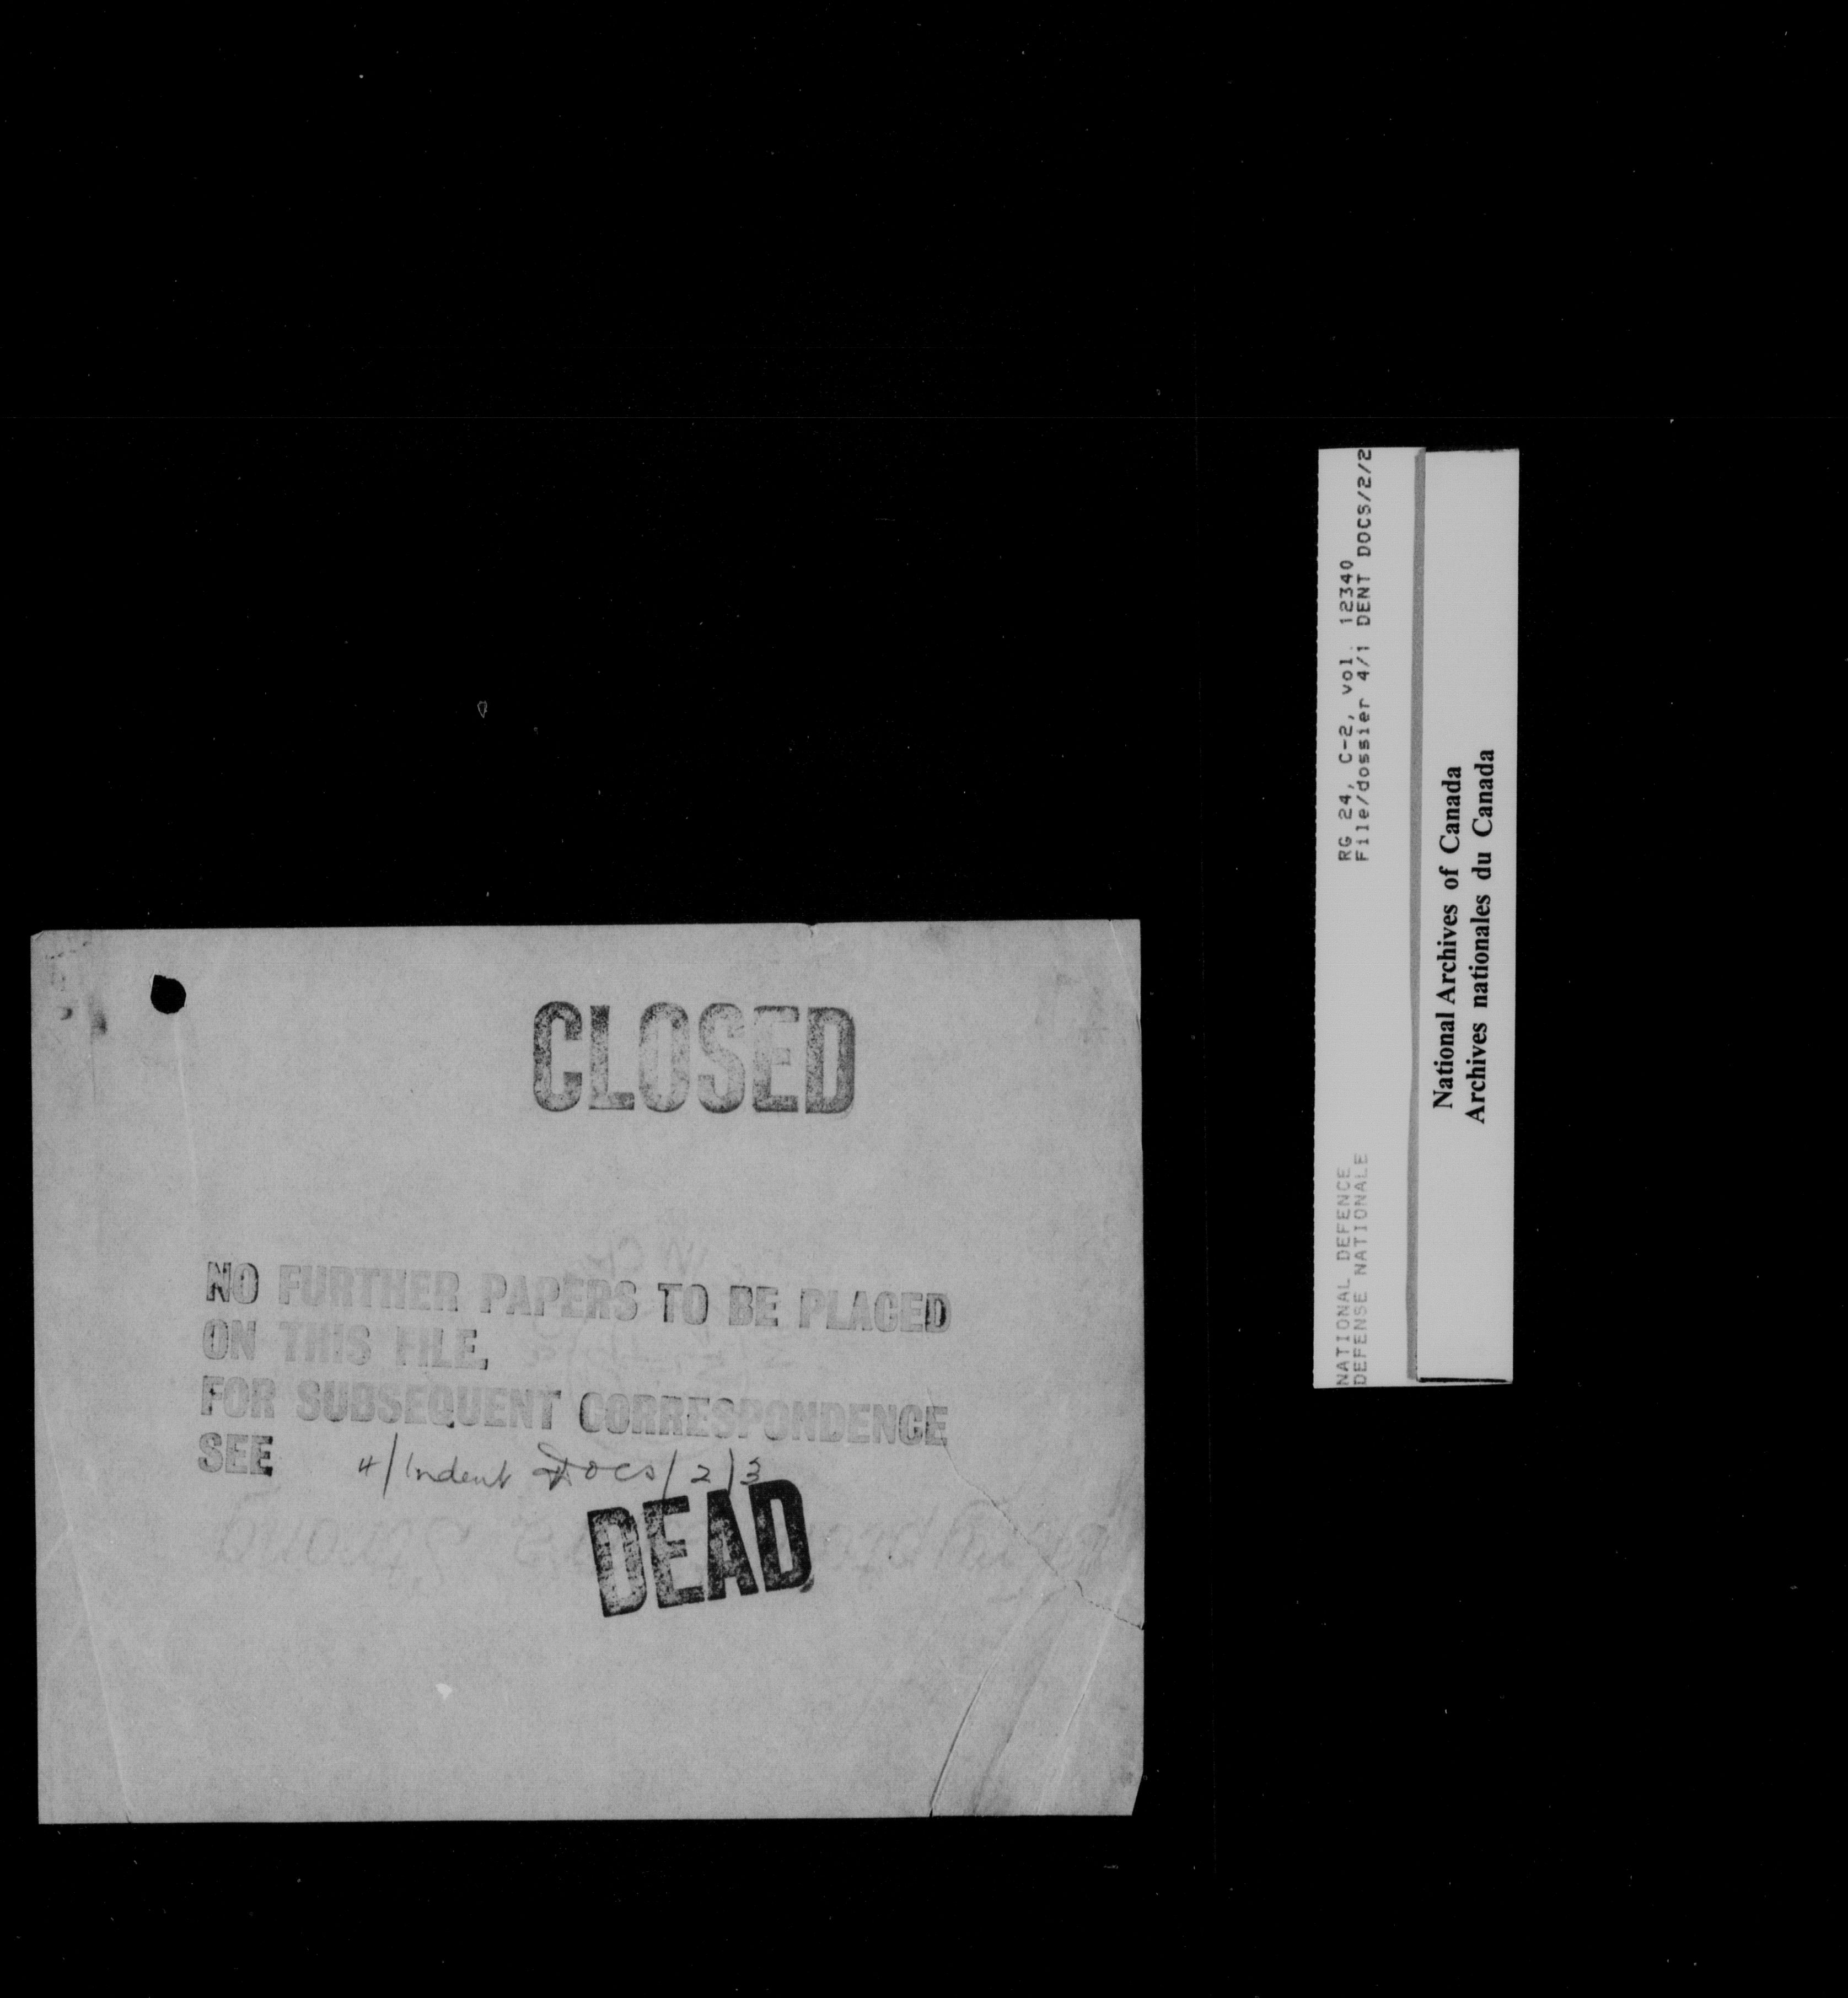 CLOSED
NO FURTHER PAPERS TO BE PLACED
ON THIS FILE.
FOR SUBSEQUENT CORRESPONDENCE
SEE 4/Indent Docs/2/3
DEAD
NATIONAL DEFENCE RG 24, C-2, vol. 12340
DEFENSE NATIONALE File/dossier 4/1 DENT DOCS/2/2
National Archives of Canada
Archives nationales du Canada